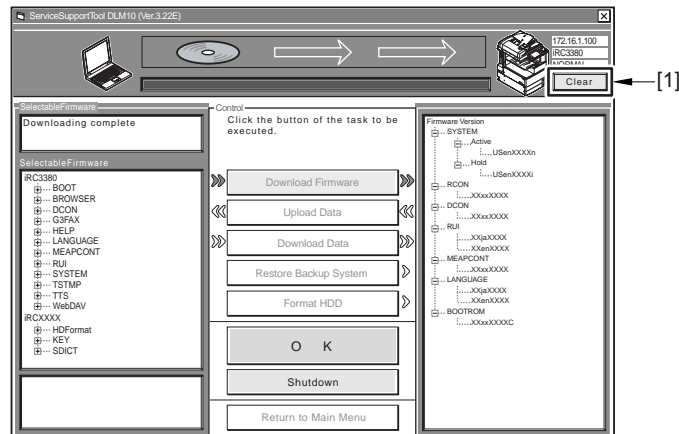 ServiceSupportTool DLM10 (Ver.3.22E)
172.16.1.100
iRC3380
NORMAL
Clear
[1]
SelectableFirmware
Downloading complete
SelectableFirmware
iRC3380
BOOT
BROWSER
DCON
G3FAX
HELP
LANGUAGE
MEAPCONT
RUI
SYSTEM
TSTMP
TTS
WebDAV
iRCXXXX
HDFormat
KEY
SDICT
Control
Click the button of the task to be
executed.
Download Firmware
Upload Data
Download Data
Restore Backup System
Format HDD
O K
Shutdown
Return to Main Menu
Firmware Version
SYSTEM
Active
USenXXXXn
Hold
USenXXXXi
RCON
XXxxXXXX
DCON
XXxxXXXX
RUI
XXjaXXXX
XXenXXXX
MEAPCONT
XXxxXXXX
LANGUAGE
XXjaXXXX
XXenXXXX
BOOTROM
XXxxXXXXC